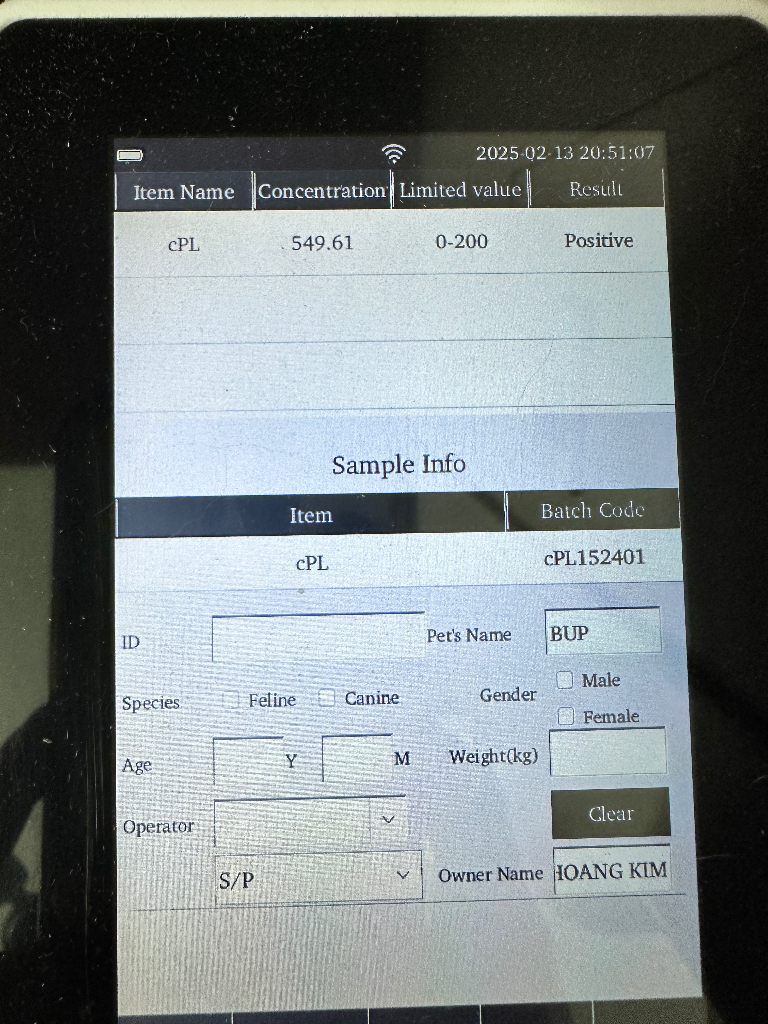 2025-02-13 20:51:07
Item Name Concentration Limited value Result
cPL 549.61 0-200 Positive
Sample Info
Item Batch Code
cPL cPL152401
ID Pet's Name BUP
Species Feline Canine Gender Male
Female
Age Y M Weight(kg)
Operator Clear
S/P Owner Name HOANG KIM